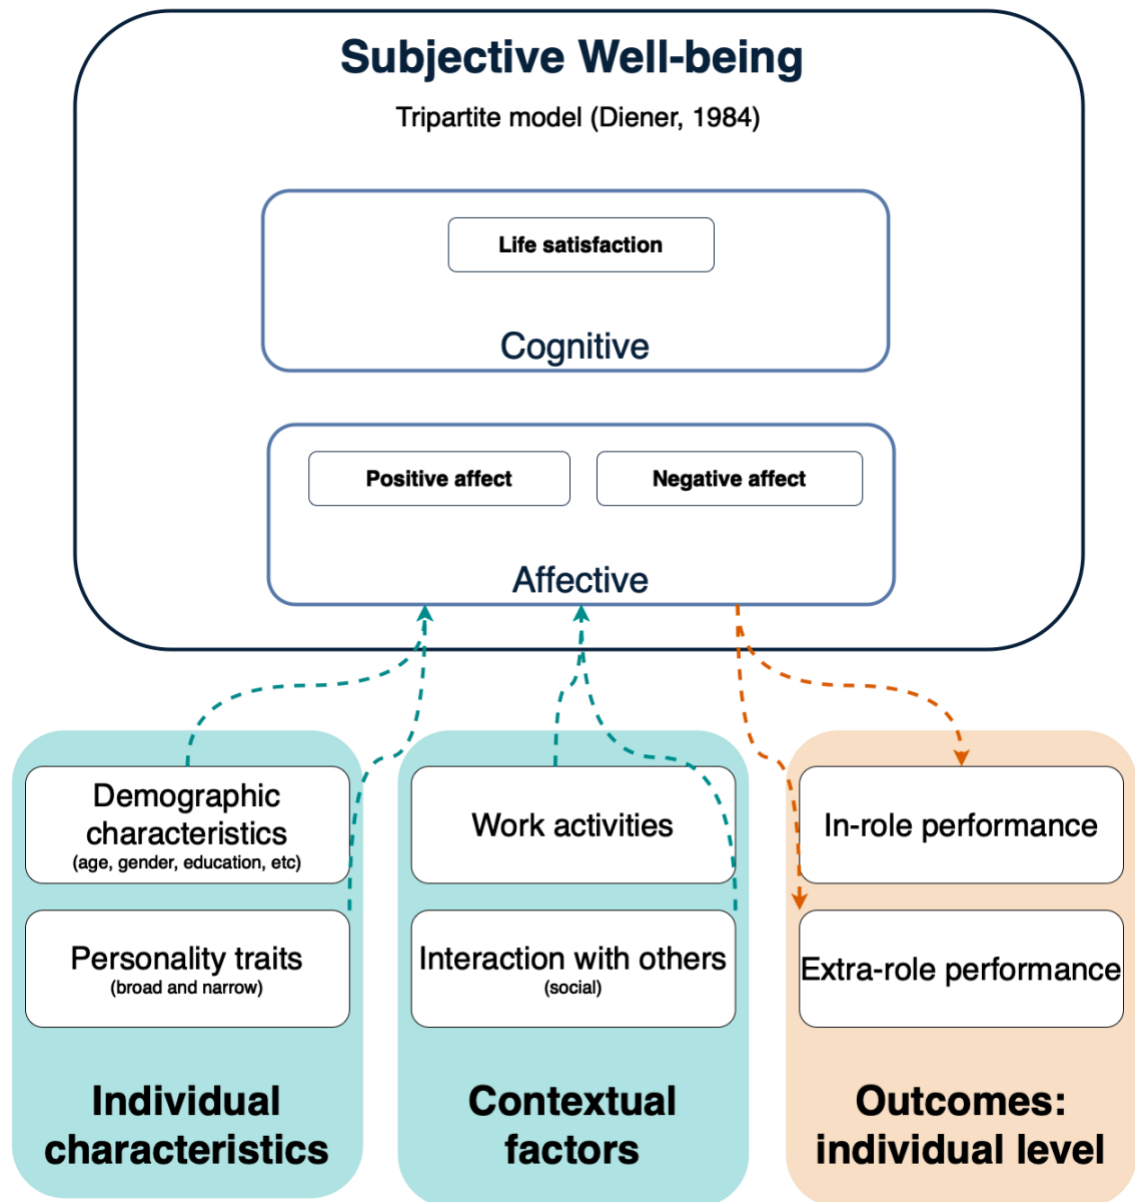 Subjective Well-being
Tripartite model (Diener, 1984)
Life satisfaction
Cognitive
Positive affect
Negative affect
Affective
Demographic
characteristics
(age, gender, education, etc)
Personality traits
(broad and narrow)
Individual
characteristics
Work activities
Interaction with others
(social)
Contextual
factors
In-role performance
Extra-role performance
Outcomes:
individual level